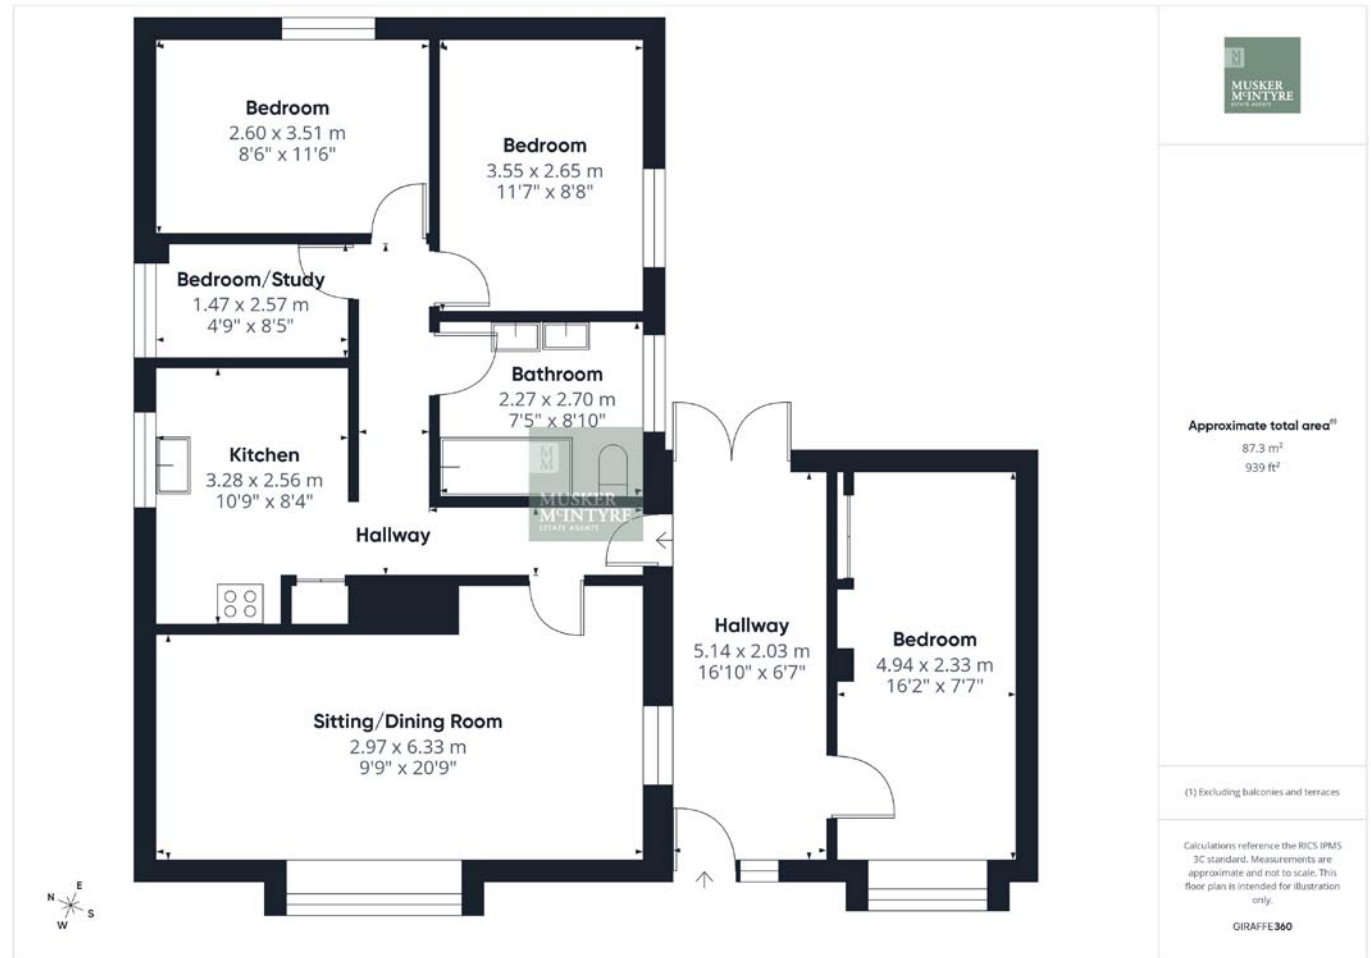 Bedroom
2.60 x 3.51 m
8'6" x 11'6"
Bedroom
3.55 x 2.65 m
11'7" x 8'8"
Bedroom/Study
1.47 x 2.57 m
4'9" x 8'5"
Bathroom
2.27 x 2.70 m
7'5" x 8'10"
Kitchen
3.28 x 2.56 m
10'9" x 8'4"
MM
MUSKER
McINTYRE
ESTATE AGENTS
Hallway
Hallway
5.14 x 2.03 m
16'10" x 6'7"
Bedroom
4.94 x 2.33 m
16'2" x 7'7"
Sitting/Dining Room
2.97 x 6.33 m
9'9" x 20'9"
N
E
S
W
MM
MUSKER
McINTYRE
ESTATE AGENTS
Approximate total area(1)
87.3 m²
939 ft²
(1) Excluding balconies and terraces
Calculations reference the RICS IPMS
3C standard. Measurements are
approximate and not to scale. This
floor plan is intended for illustration
only.
GIRAFFE360